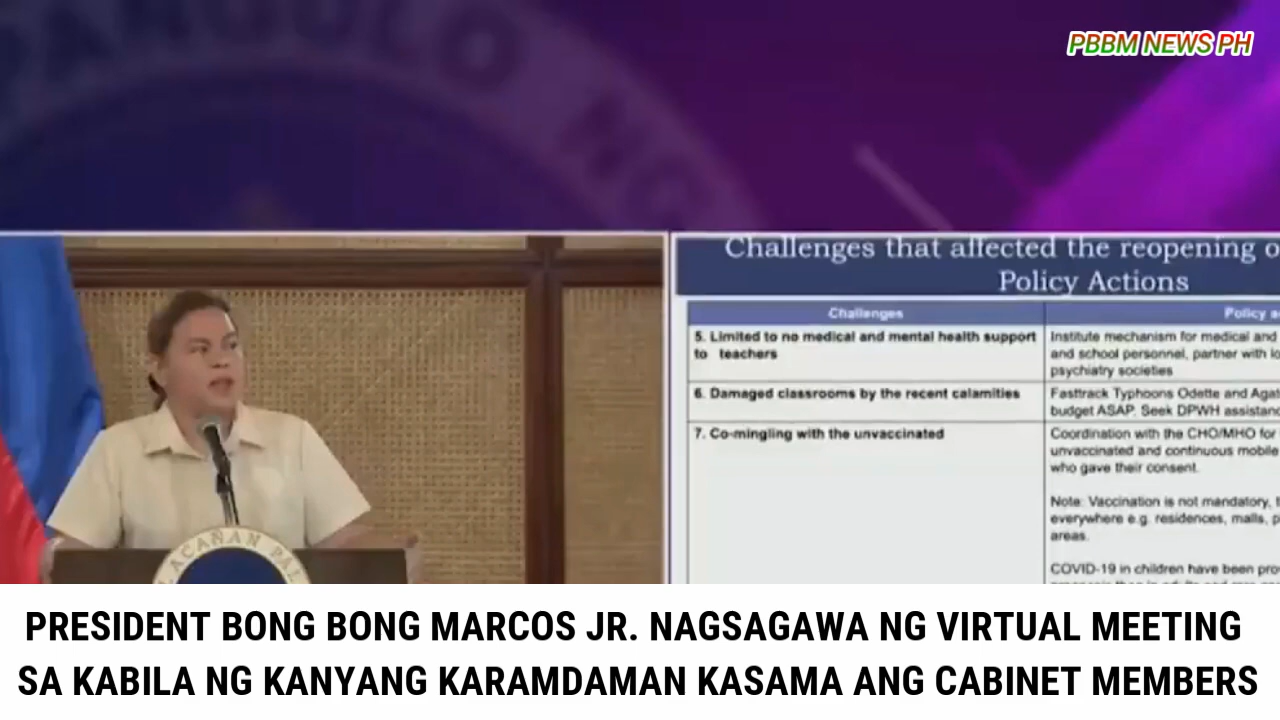 PBBM NEWS PH
Challenges that affected the reopening
Policy Actions
Challenges
Policy
5. Limited to no medical and mental health support
to teachers
Institute mechanism for medical and
and school personnel, partner with
psychiatry societies
6. Damaged classrooms by the recent calamities
Fasttrack Typhoons Odette and
budget ASAP. Seek DPWH
7. Co-mingling with the unvaccinated
Coordination with the CHO/MHO for
unvaccinated and continuous mobile
who gave their consent.
Note: Vaccination is not mandatory,
everywhere e.g. residences, malls,
areas.
COVID-19 in children have been
PRESIDENT BONG BONG MARCOS JR. NAGSAGAWA NG VIRTUAL MEETING
SA KABILA NG KANYANG KARAMDAMAN KASAMA ANG CABINET MEMBERS